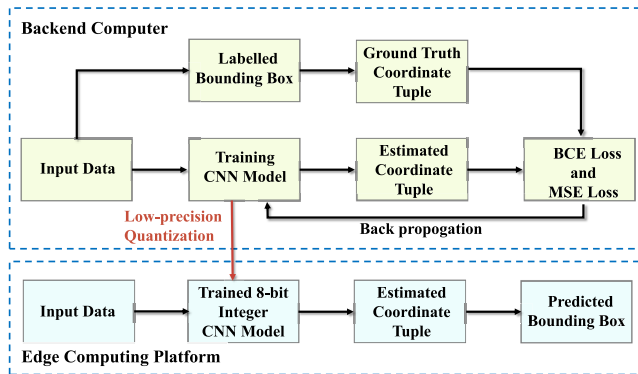 Backend Computer
Labelled
Bounding Box
Ground Truth
Coordinate
Tuple
Input Data
Training
CNN Model
Estimated
Coordinate
Tuple
BCE Loss
and
MSE Loss
Low-precision
Quantization
Back propogation
Input Data
Trained 8-bit
Integer
CNN Model
Estimated
Coordinate
Tuple
Predicted
Bounding Box
Edge Computing Platform